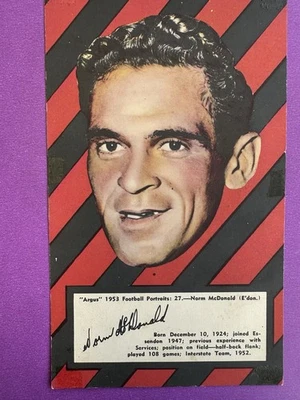 "Argus" 1953 Football Portraits: 27.—Norm McDonald (E'don.)
Norm McDonald
Born December 10, 1924; joined Es-
sendon 1947; previous experience with
Services; position on field—half-back flank;
played 108 games; Interstate Team, 1952.